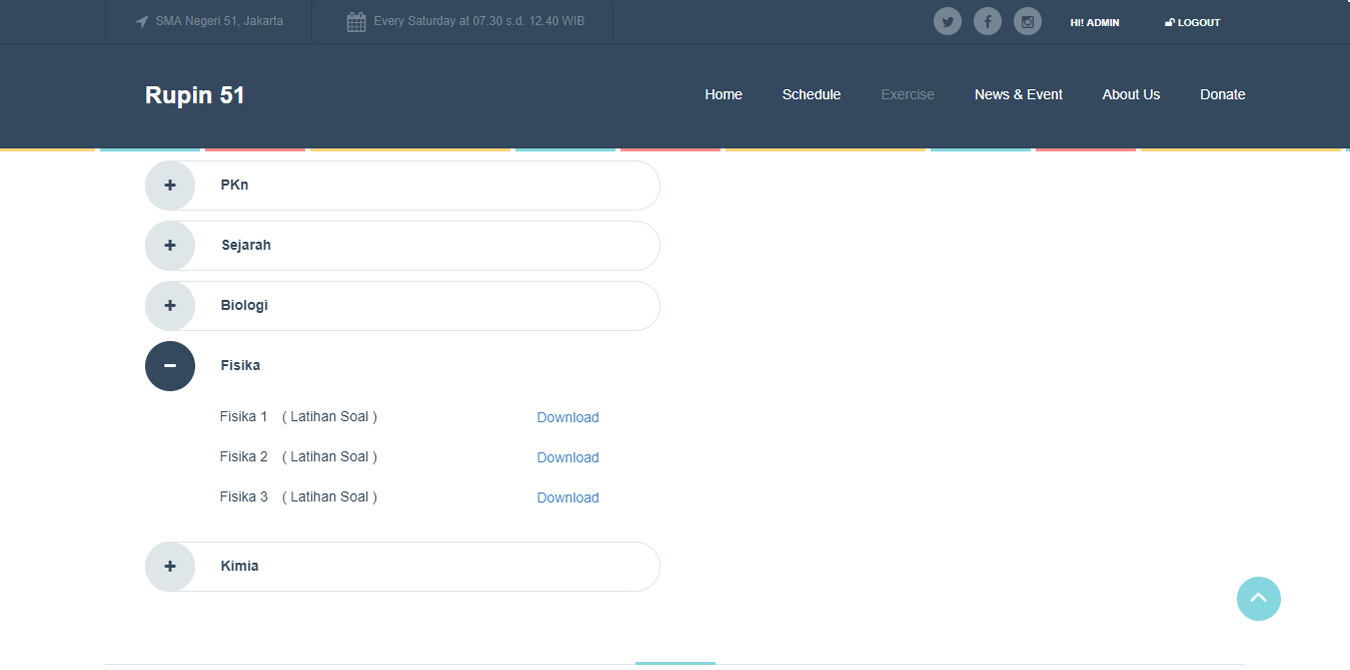 SMA Negeri 51, Jakarta
Every Saturday at 07.30 s.d. 12.40 WIB
HI! ADMIN
LOGOUT
Rupin 51
Home
Schedule
Exercise
News & Event
About Us
Donate
PKn
Sejarah
Biologi
Fisika
Fisika 1 ( Latihan Soal ) Download
Fisika 2 ( Latihan Soal ) Download
Fisika 3 ( Latihan Soal ) Download
Kimia